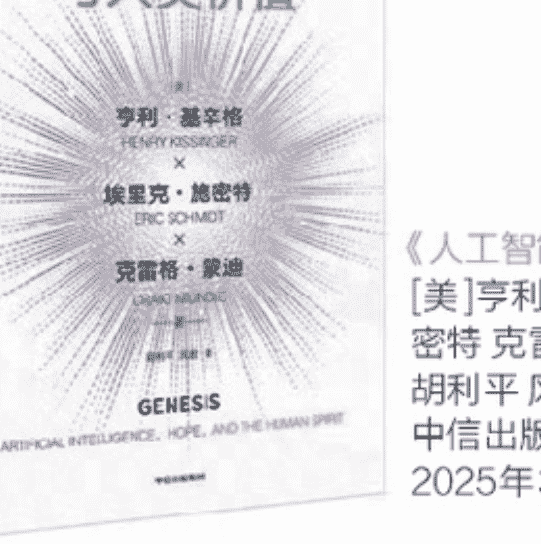 与人类价值
[美]
亨利·基辛格
HENRY KISSINGER
×
埃里克·施密特
ERIC SCHMIDT
×
克雷格·蒙迪
CRAIG MUNDIE
[美]
著
GENESIS
ARTIFICIAL INTELLIGENCE, HOPE, AND THE HUMAN SPIRIT
《人工智
[美]亨利
密特 克雷
胡利平 风
中信出版
2025年